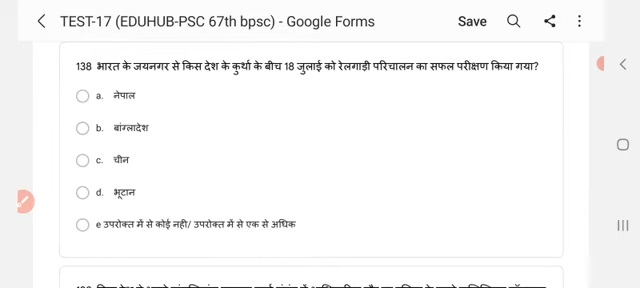 TEST-17 (EDUHUB-PSC 67th bpsc) - Google Forms Save
138 भारत के जयनगर से किस देश के कुर्था के बीच 18 जुलाई को रेलगाड़ी परिचालन का सफल परीक्षण किया गया?
a. नेपाल
b. बांग्लादेश
c. चीन
d. भूटान
e उपरोक्त में से कोई नही/ उपरोक्त में से एक से अधिक